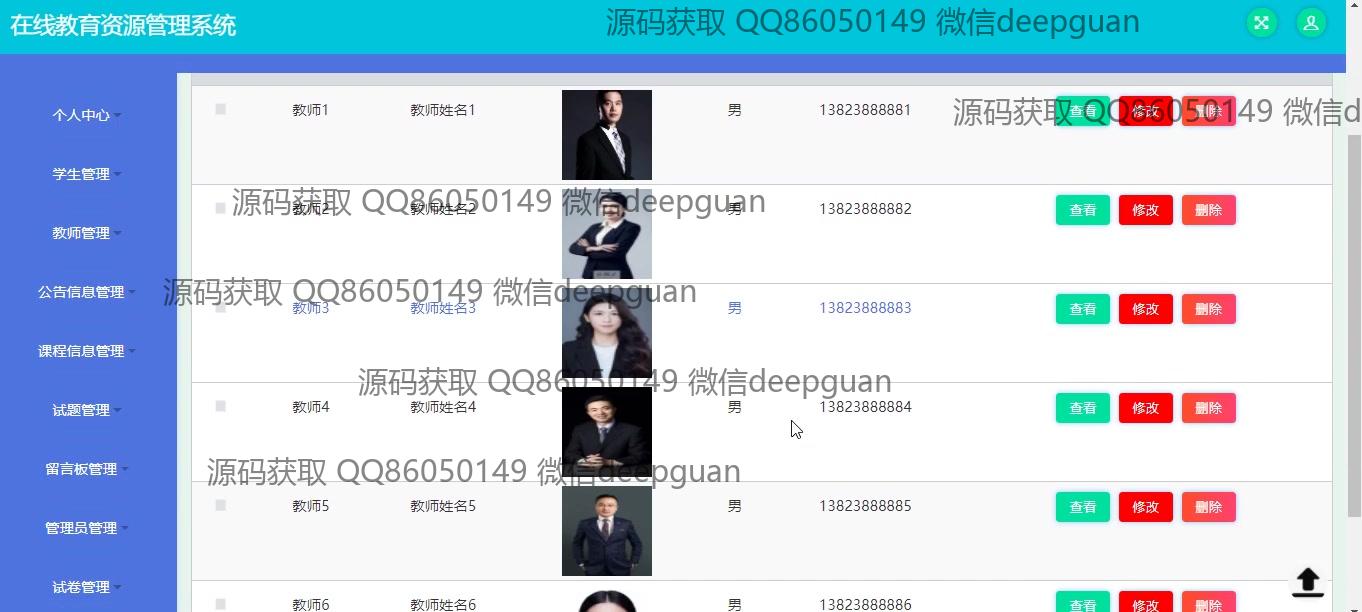 在线教育资源管理系统
源码获取 QQ86050149 微信deepguan
个人中心
学生管理
教师管理
公告信息管理
课程信息管理
试题管理
留言板管理
管理员管理
试卷管理
教师1 教师姓名1 男 13823888881 查看 修改 删除
源码获取 QQ86050149 微信d
源码获取 QQ86050149 微信deepguan
教师2 教师姓名2 男 13823888882 查看 修改 删除
源码获取 QQ86050149 微信deepguan
教师3 教师姓名3 男 13823888883 查看 修改 删除
源码获取 QQ86050149 微信deepguan
教师4 教师姓名4 男 13823888884 查看 修改 删除
源码获取 QQ86050149 微信deepguan
教师5 教师姓名5 男 13823888885 查看 修改 删除
教师6 教师姓名6 男 13823888886 查看 修改 删除